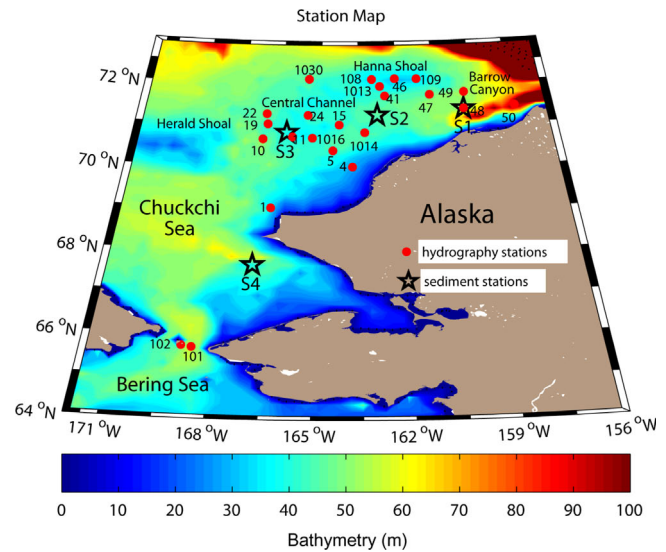 Station Map
72 °N
70 °N
68 °N
66 °N
64 °N
Hanna Shoal
1030
108
109
1013
46
49
Barrow
Canyon
41
47
48
50
S1
Central Channel
22
24
15
S2
Herald Shoal
19
10
S3
11
1016
1014
5
4
1
Chuckchi
Sea
Alaska
hydrography stations
sediment stations
S4
102
101
Bering Sea
171 °W
168 °W
165 °W
162 °W
159 °W
156 °W
0
10
20
30
40
50
60
70
80
90
100
Bathymetry (m)